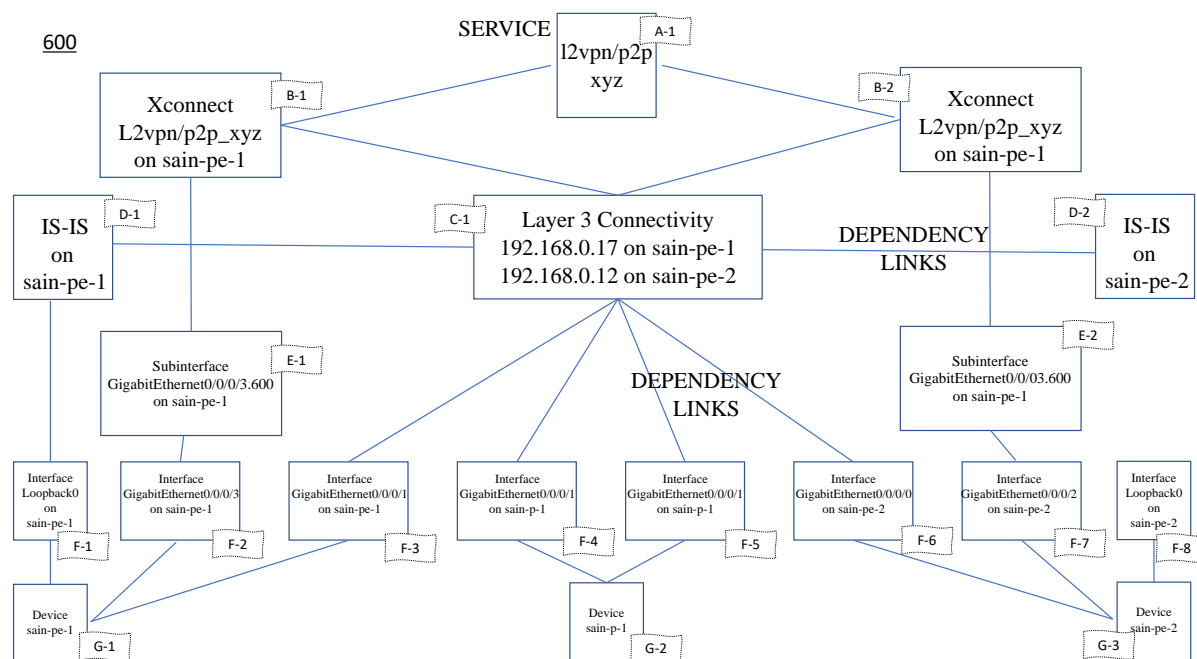 600
SERVICE
A-1
l2vpn/p2p
xyz
B-1
Xconnect
L2vpn/p2p_xyz
on sain-pe-1
B-2
Xconnect
L2vpn/p2p_xyz
on sain-pe-1
D-1
IS-IS
on
sain-pe-1
C-1
Layer 3 Connectivity
192.168.0.17 on sain-pe-1
192.168.0.12 on sain-pe-2
DEPENDENCY
LINKS
D-2
IS-IS
on
sain-pe-2
E-1
Subinterface
GigabitEthernet0/0/0/3.600
on sain-pe-1
DEPENDENCY
LINKS
E-2
Subinterface
GigabitEthernet0/0/03.600
on sain-pe-1
Interface
Loopback0
on
sain-pe-1
F-1
Interface
GigabitEthernet0/0/0/3
on sain-pe-1
F-2
Interface
GigabitEthernet0/0/0/1
on sain-pe-1
F-3
Interface
GigabitEthernet0/0/0/1
on sain-p-1
F-4
Interface
GigabitEthernet0/0/0/1
on sain-p-1
F-5
Interface
GigabitEthernet0/0/0/0
on sain-pe-2
F-6
Interface
GigabitEthernet0/0/0/2
on sain-pe-2
F-7
Interface
Loopback0
on
sain-pe-2
F-8
Device
sain-pe-1
G-1
Device
sain-p-1
G-2
Device
sain-pe-2
G-3